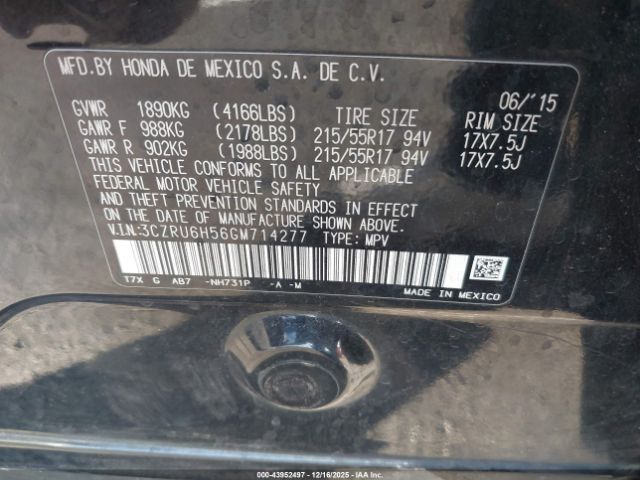 MFD.BY HONDA DE MEXICO S.A. DE C.V.
06/'15
GVWR 1890KG (4166LBS) TIRE SIZE RIM SIZE
GAWR F 988KG (2178LBS) 215/55R17 94V 17X7.5J
GAWR R 902KG (1988LBS) 215/55R17 94V 17X7.5J
THIS VEHICLE CONFORMS TO ALL APPLICABLE
FEDERAL MOTOR VEHICLE SAFETY
AND THEFT PREVENTION STANDARDS IN EFFECT
ON THE DATE OF MANUFACTURE SHOWN ABOVE.
V.I.N:3CZRU6H56GM714277 TYPE: MPV
T7X G AB7 -NH731P -A -M MADE IN MEXICO
000-43952497 - 12/16/2025 - IAA Inc.